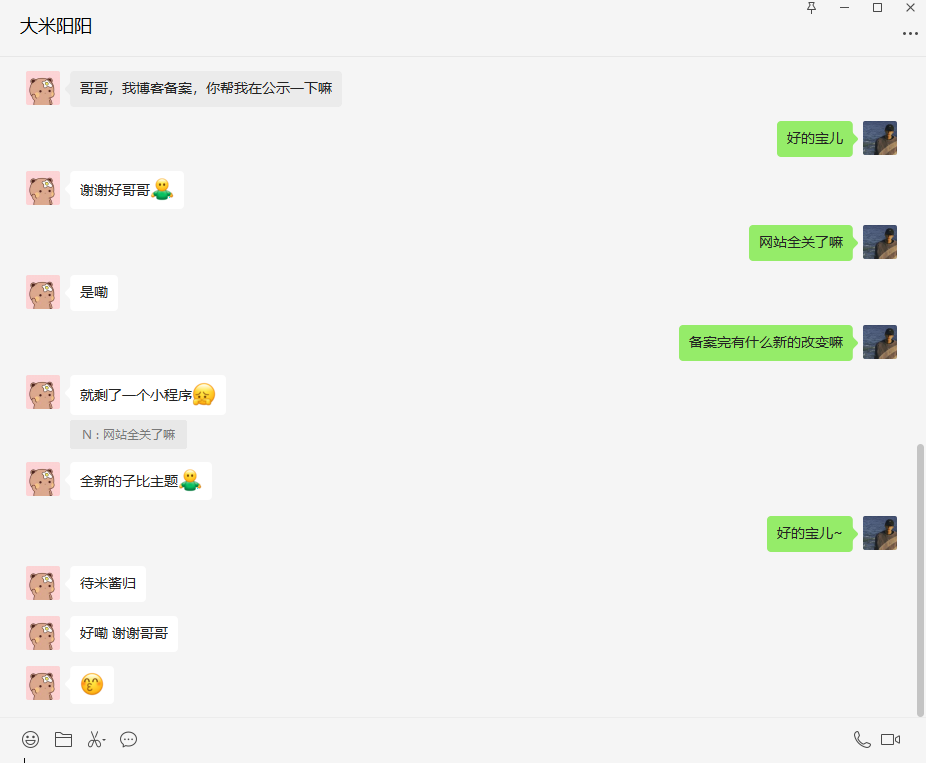 大米阳阳
哥哥，我博客备案，你帮我在公示一下嘛
好的宝儿
谢谢好哥哥
网站全关了嘛
是嘞
备案完有什么新的改变嘛
就剩了一个小程序
N：网站全关了嘛
全新的子比主题
好的宝儿~
待米酱归
好嘞 谢谢哥哥